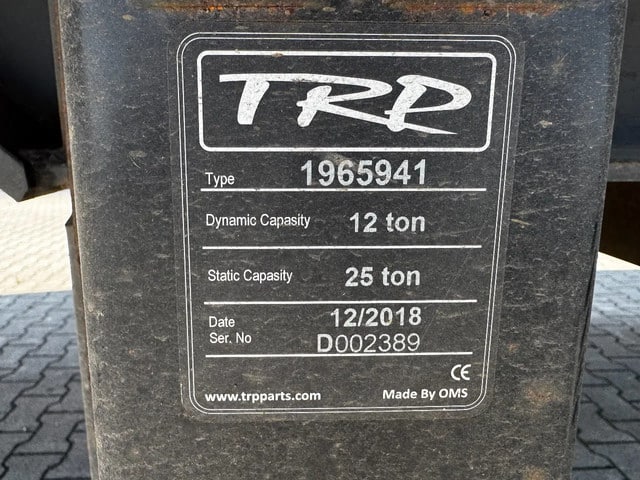 TRP
Type 1965941
Dynamic Capasity 12 ton
Static Capasity 25 ton
Date 12/2018
Ser. No D002389
CE
www.trpparts.com Made By OMS